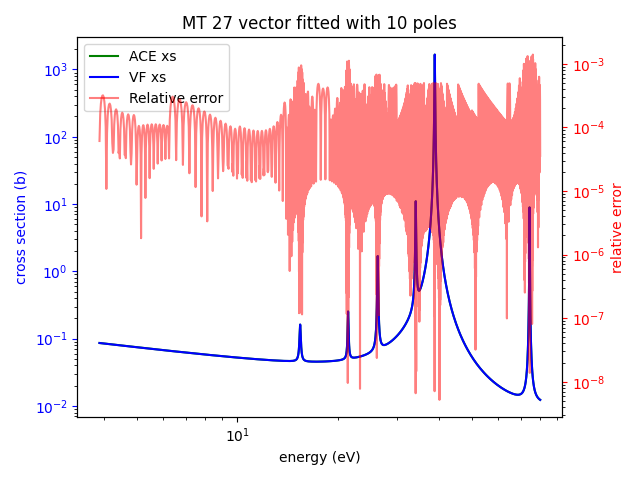 MT 27 vector fitted with 10 poles
ACE xs
VF xs
Relative error
cross section (b)
10³
10²
10¹
10⁰
10⁻¹
10⁻²
relative error
10⁻³
10⁻⁴
10⁻⁵
10⁻⁶
10⁻⁷
10⁻⁸
10¹
energy (eV)